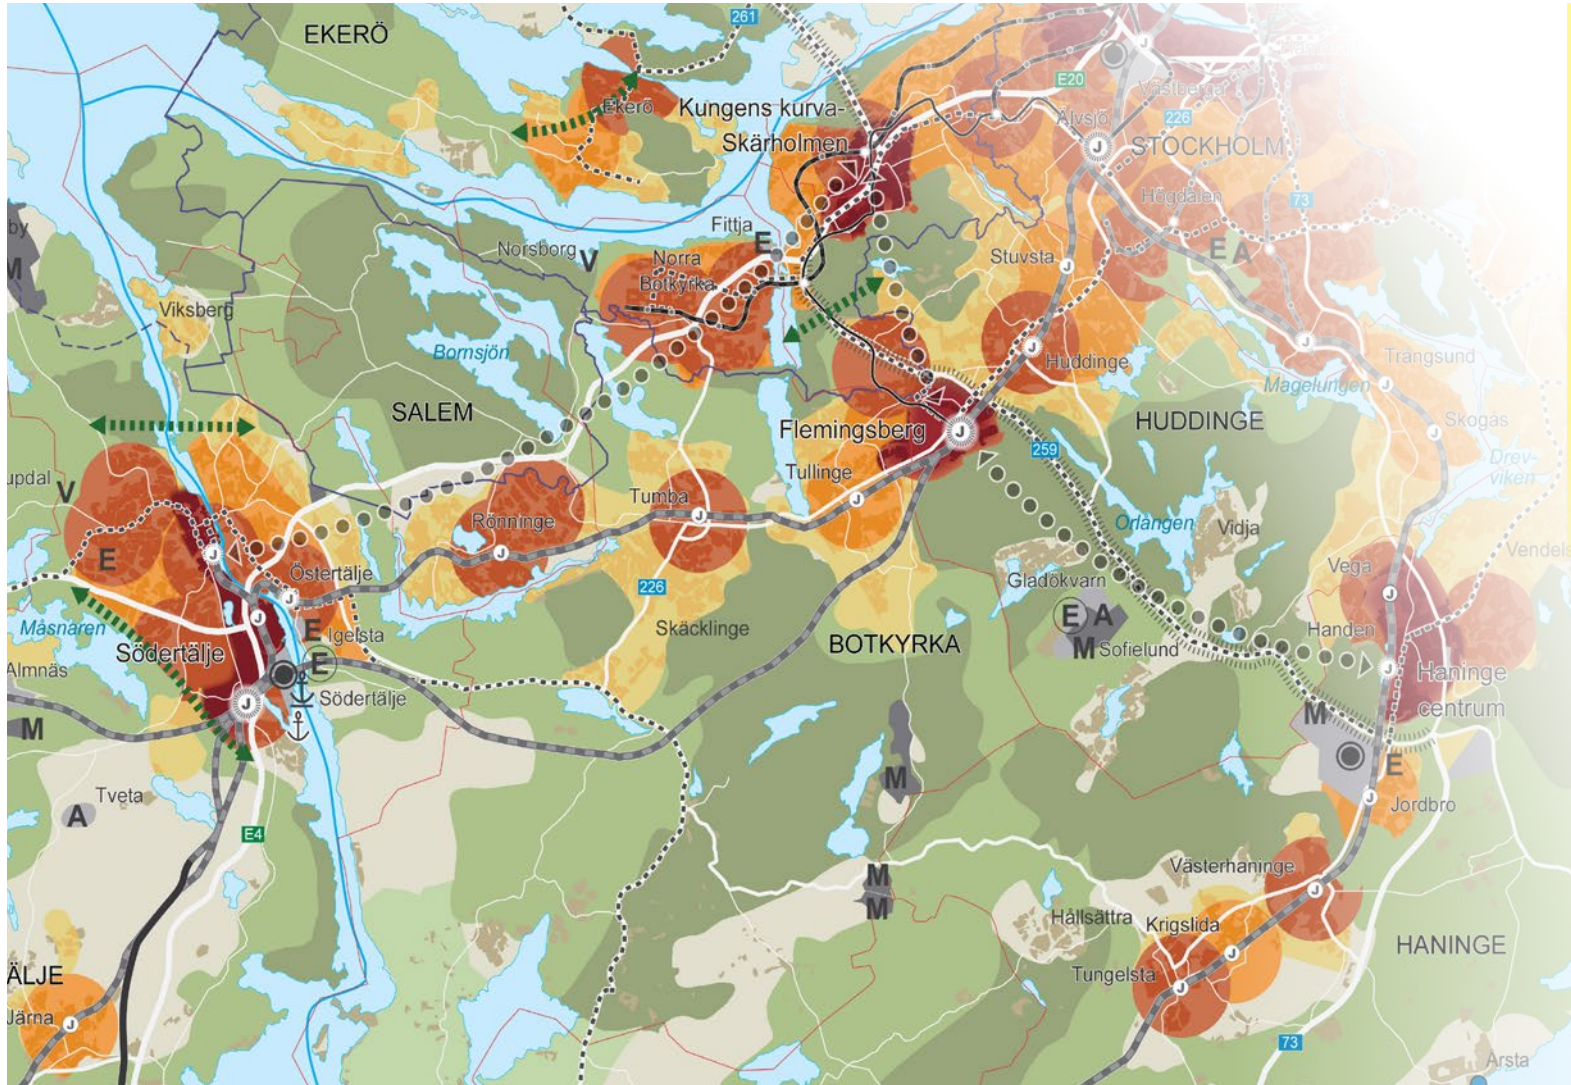 261
EKERÖ
E20
Ekerö
Kungens kurva-
Skärholmen
Västberga
Älvsjö
226
J
STOCKHOLM
Högdalen
73
by
M
Fittja
E
Norsborg
V
Norra
Botkyrka
Stuvsta
J
E A
Viksberg
Bornsjön
Huddinge
J
J
Trångsund
J
Magelungen
SALEM
Flemingsberg
J
HUDDINGE
Skogås
J
259
Drev-
viken
updal
V
Tullinge
J
Tumba
J
Rönninge
J
Orlången
Vidja
E
J
Östertälje
J
Vendels
Vega
J
Gladökvarn
226
Måsnaren
J
E
Igelsta
E
Skäcklinge
E
A
M
Sofielund
Handen
J
Södertälje
BOTKYRKA
Almnäs
Haninge
centrum
M
J
Södertälje
M
E
M
J
Jordbro
Tveta
A
E4
M
M
Västerhaninge
J
Hållsättra
Krigslida
J
HANINGE
ÄLJE
Tungelsta
J
Järna
J
73
Årsta